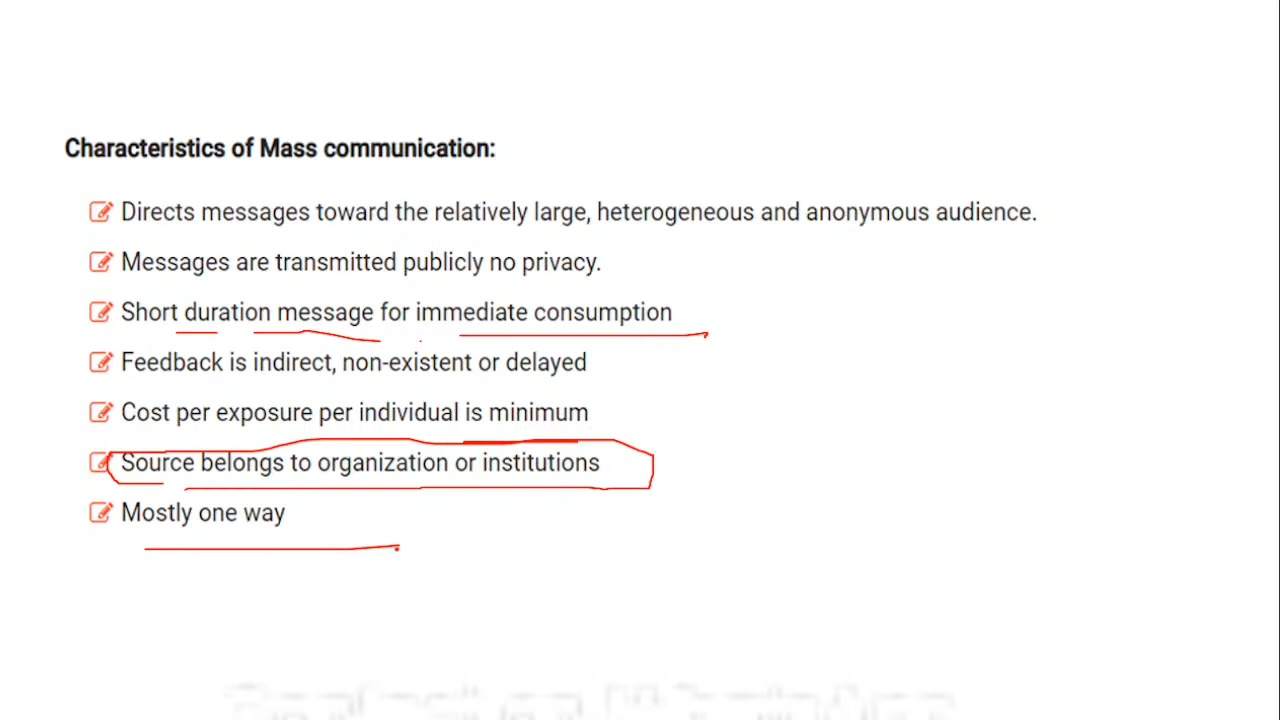 Characteristics of Mass communication:
Directs messages toward the relatively large, heterogeneous and anonymous audience.
Messages are transmitted publicly no privacy.
Short duration message for immediate consumption
Feedback is indirect, non-existent or delayed
Cost per exposure per individual is minimum
Source belongs to organization or institutions
Mostly one way